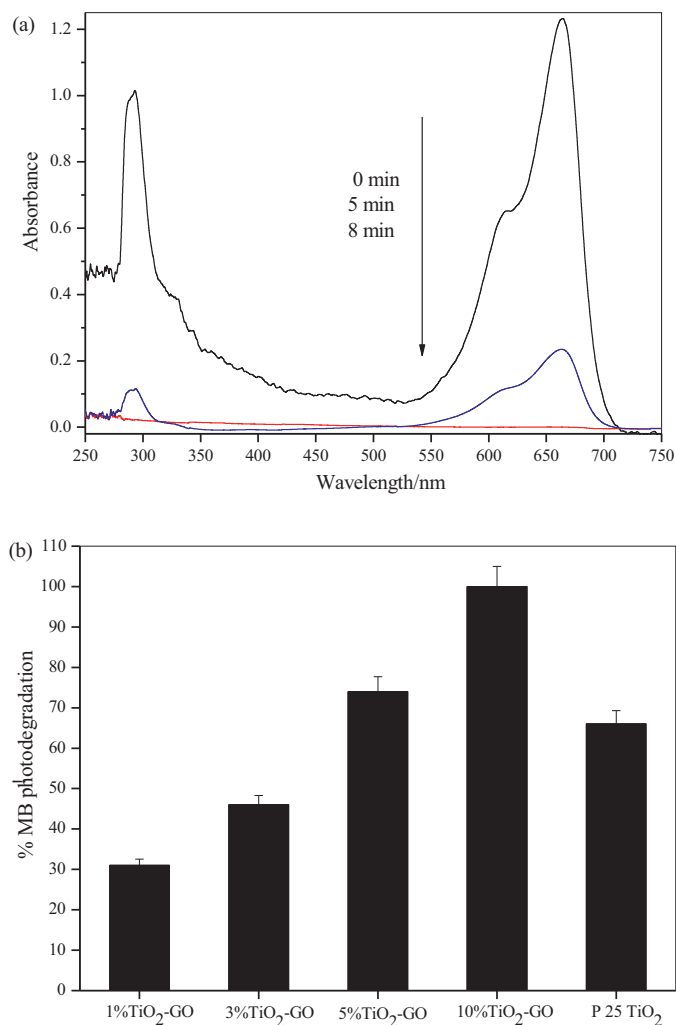 (a)
1.2
1.0
0.8
0.6
0.4
0.2
0.0
Absorbance
0 min
5 min
8 min
250 300 350 400 450 500 550 600 650 700 750
Wavelength/nm
(b)
110
100
90
80
70
60
50
40
30
20
10
0
% MB photodegradation
1%TiO₂-GO 3%TiO₂-GO 5%TiO₂-GO 10%TiO₂-GO P 25 TiO₂